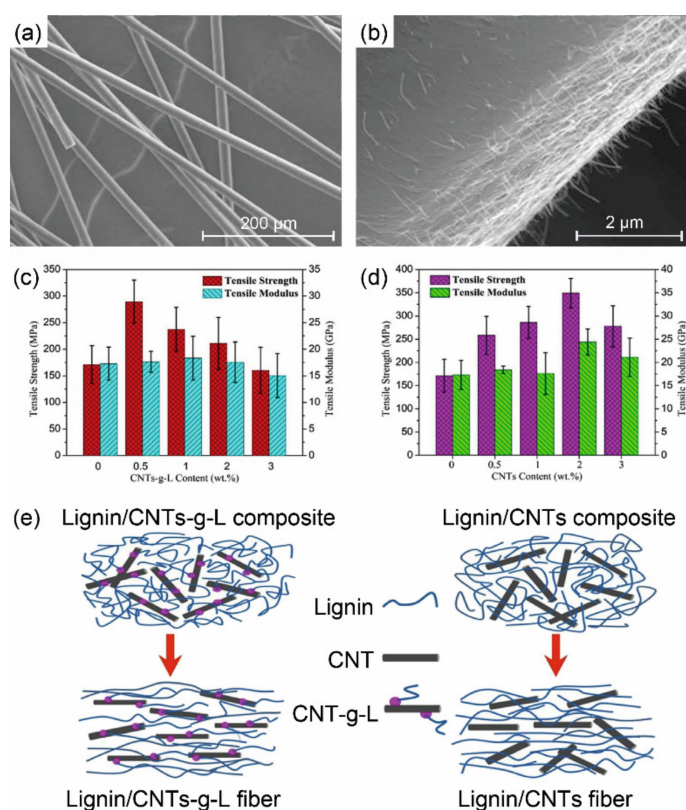 (a)
200 μm
(b)
2 μm
(c)
Tensile Strength
Tensile Modulus
Tensile Strength (MPa)
350
300
250
200
150
100
50
0
35
30
25
20
15
10
5
0
Tensile Modulus (GPa)
0 0.5 1 2 3
CNTs-g-L Content (wt.%)
(d)
Tensile Strength
Tensile Modulus
Tensile Strength (MPa)
400
350
300
250
200
150
100
50
0
40
35
30
25
20
15
10
5
0
Tensile Modulus (GPa)
0 0.5 1 2 3
CNTs Content (wt.%)
(e)
Lignin/CNTs-g-L composite
Lignin/CNTs composite
Lignin
CNT
CNT-g-L
Lignin/CNTs-g-L fiber
Lignin/CNTs fiber